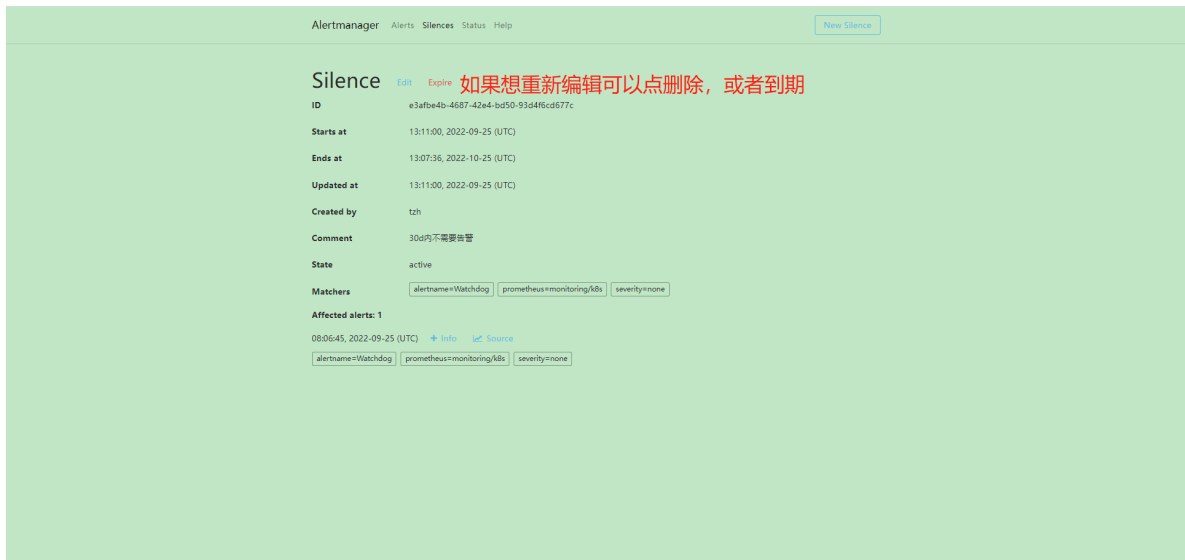 Alertmanager Alerts Silences Status Help New Silence
Silence Edit Expire 如果想重新编辑可以点删除，或者到期
ID e3afbe4b-4687-42e4-bd50-93d4f6cd677c
Starts at 13:11:00, 2022-09-25 (UTC)
Ends at 13:07:36, 2022-10-25 (UTC)
Updated at 13:11:00, 2022-09-25 (UTC)
Created by tzh
Comment 30d内不需要告警
State active
Matchers alertname=Watchdog prometheus=monitoring/k8s severity=none
Affected alerts: 1
08:06:45, 2022-09-25 (UTC) + Info Source
alertname=Watchdog prometheus=monitoring/k8s severity=none